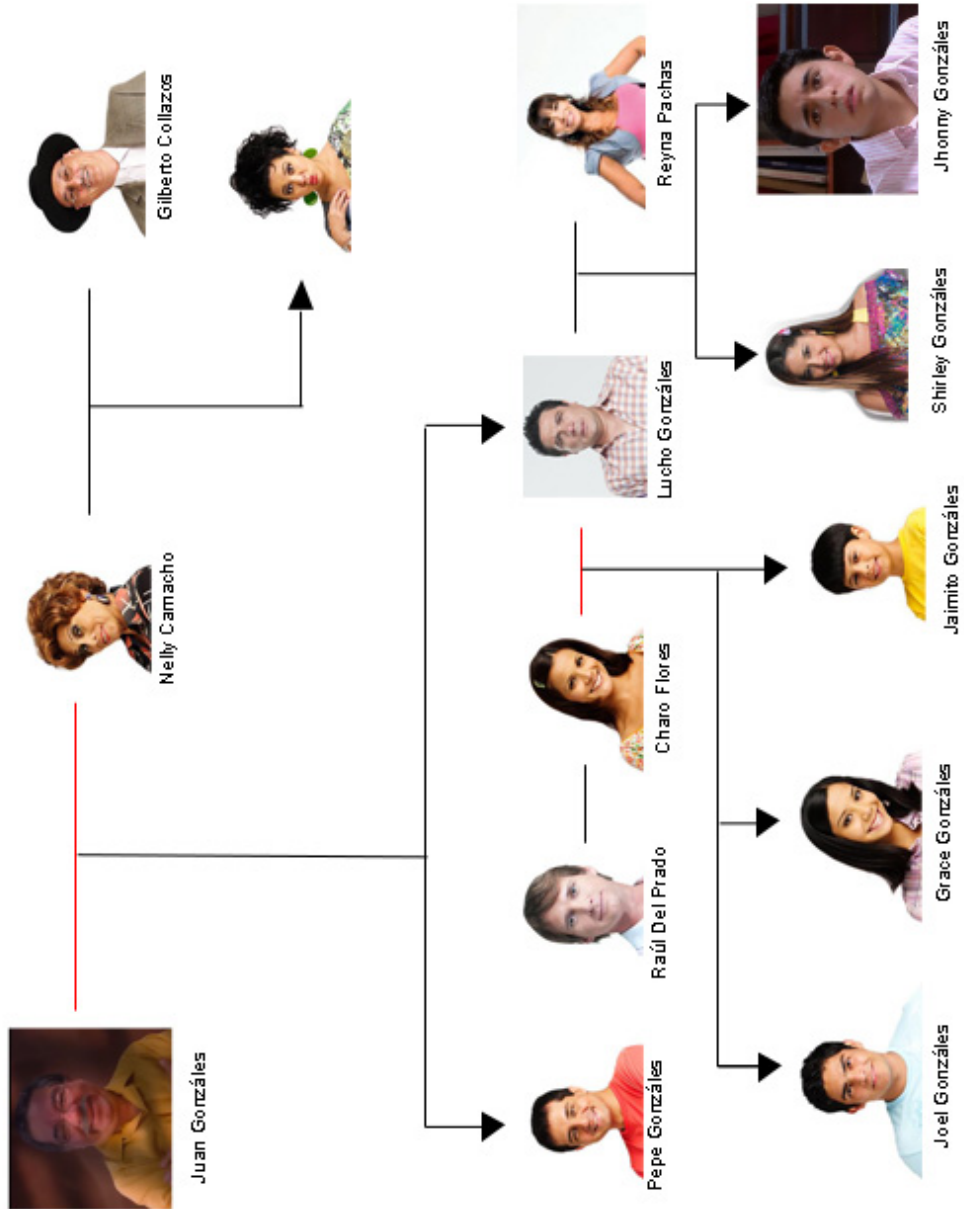 Juan Gonzáles
Nelly Camacho
Gilberto Collazos
Pepe Gonzáles
Raúl Del Prado
Charo Flores
Lucho Gonzáles
Reyna Pachas
Joel Gonzáles
Grace Gonzáles
Jaimito Gonzáles
Shirley Gonzáles
Jhonny Gonzáles